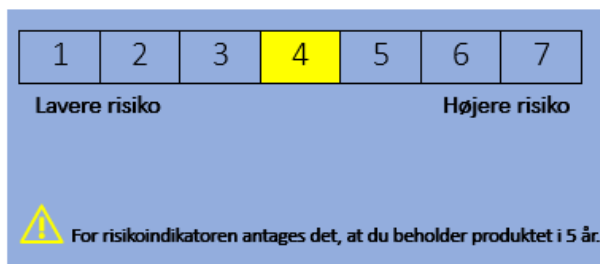 1 2 3 4 5 6 7
Lavere risiko Højere risiko
For risikoindikatoren antages det, at du beholder produktet i 5 år.